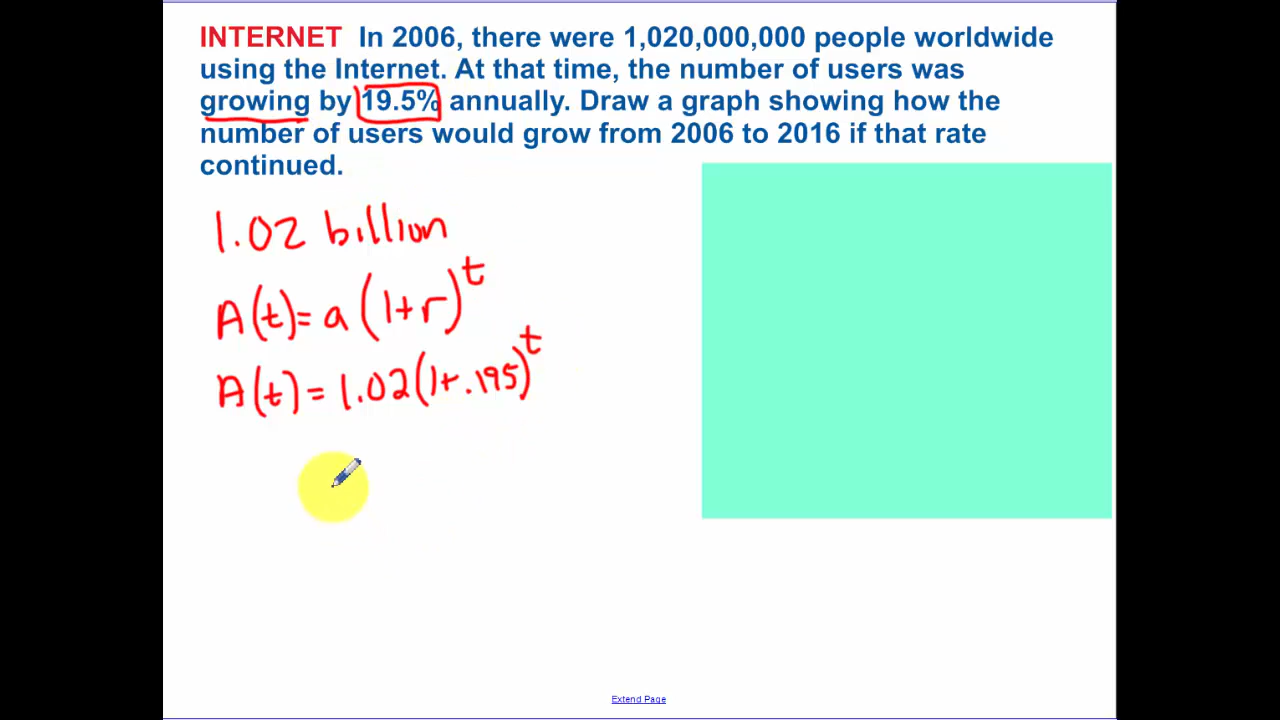 INTERNET In 2006, there were 1,020,000,000 people worldwide
using the Internet. At that time, the number of users was
growing by 19.5% annually. Draw a graph showing how the
number of users would grow from 2006 to 2016 if that rate
continued.
1.02 billion
A(t)= a(1+r)^t
A(t) = 1.02(1+.195)^t
Extend Page